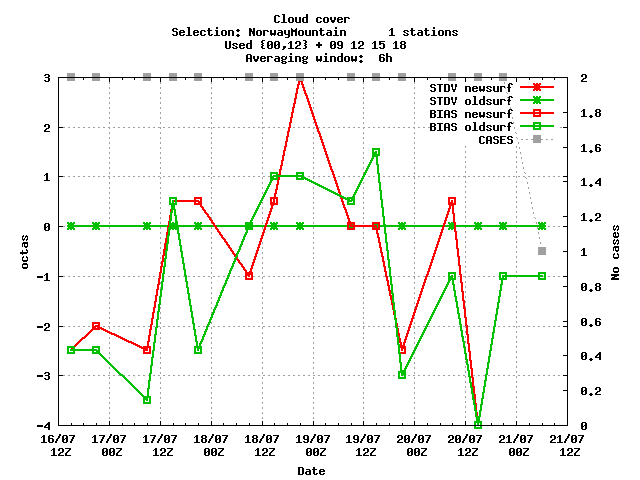 Cloud cover
Selection: NorwayMountain 1 stations
Used {00,12} + 09 12 15 18
Averaging window: 6h
STDV newsurf
STDV oldsurf
BIAS newsurf
BIAS oldsurf
CASES
octas
3
2
1
0
-1
-2
-3
-4
No cases
2
1.8
1.6
1.4
1.2
1
0.8
0.6
0.4
0.2
0
16/07 17/07 17/07 18/07 18/07 19/07 19/07 20/07 20/07 21/07 21/07
12Z 00Z 12Z 00Z 12Z 00Z 12Z 00Z 12Z 00Z 12Z
Date